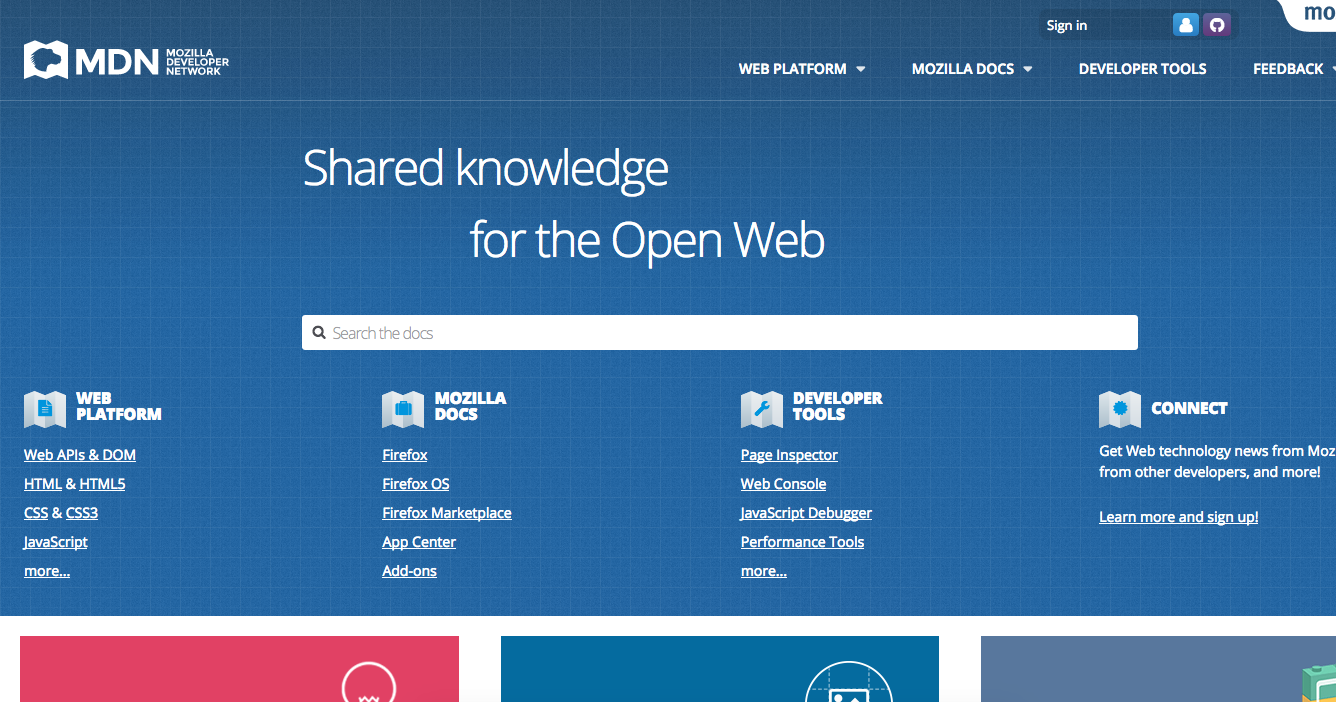 Sign in
mo
MDN MOZILLA
DEVELOPER
NETWORK
WEB PLATFORM MOZILLA DOCS DEVELOPER TOOLS FEEDBACK
Shared knowledge
for the Open Web
Search the docs
WEB
PLATFORM
Web APIs & DOM
HTML & HTML5
CSS & CSS3
JavaScript
more...
MOZILLA
DOCS
Firefox
Firefox OS
Firefox Marketplace
App Center
Add-ons
DEVELOPER
TOOLS
Page Inspector
Web Console
JavaScript Debugger
Performance Tools
more...
CONNECT
Get Web technology news from Moz
from other developers, and more!
Learn more and sign up!